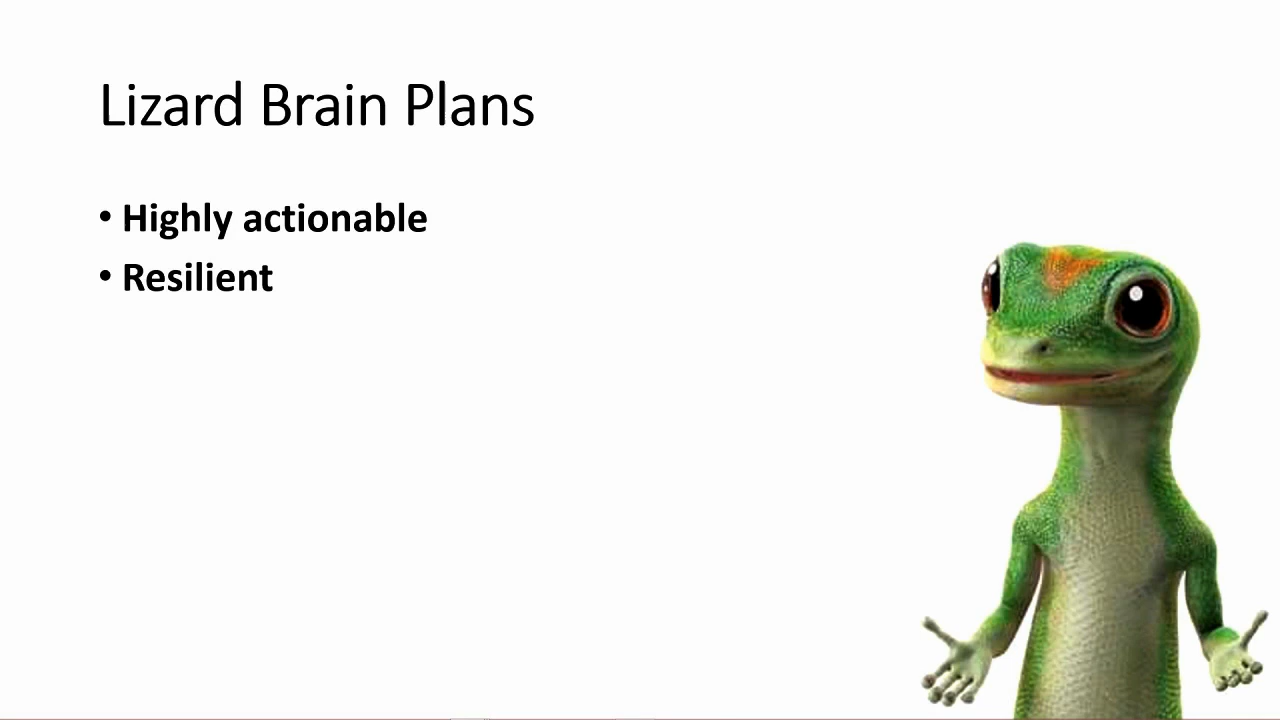 Lizard Brain Plans
• Highly actionable
• Resilient